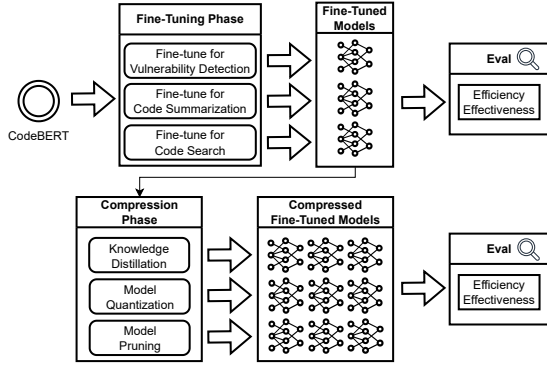 Fine-Tuning Phase
Fine-tune for
Vulnerability Detection
Fine-tune for
Code Summarization
Fine-tune for
Code Search
CodeBERT
Fine-Tuned
Models
Eval
Efficiency
Effectiveness
Compression
Phase
Knowledge
Distillation
Model
Quantization
Model
Pruning
Compressed
Fine-Tuned Models
Eval
Efficiency
Effectiveness